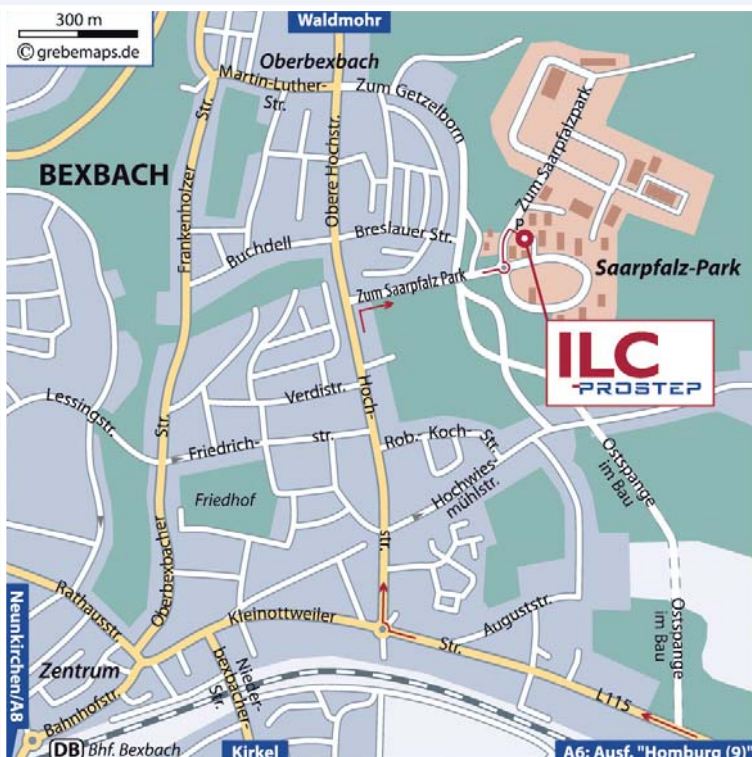 300 m
© grebemaps.de
Waldmohr
Oberbexbach
Martin-Luther-
Str.
Zum Getzelborn
Str.
BEXBACH
Frankenholzer
Obere Hochstr.
Zum Saarpfalzpark
P
Breslauer Str.
Buchdell
Saarpfalz-Park
Zum Saarpfalz Park
ILC
PROSTEP
Lessingstr.
Verdistr.
Hoch-
Str.
Friedrich-
str.
Rob.-Koch-
Str.
Ostspange
im Bau
Friedhof
Hochwies-
mühlstr.
str.
Oberbexbacher
Rathausstr.
Kleinottweiler
Str.
Auguststr.
Ostspange
im Bau
Neunkirchen/A8
Zentrum
Nieder-
bexbacher-
Str.
L115
Bahnhofstr.
DB Bhf. Bexbach
Kirkel
A6: Ausf. "Homburg (9)"